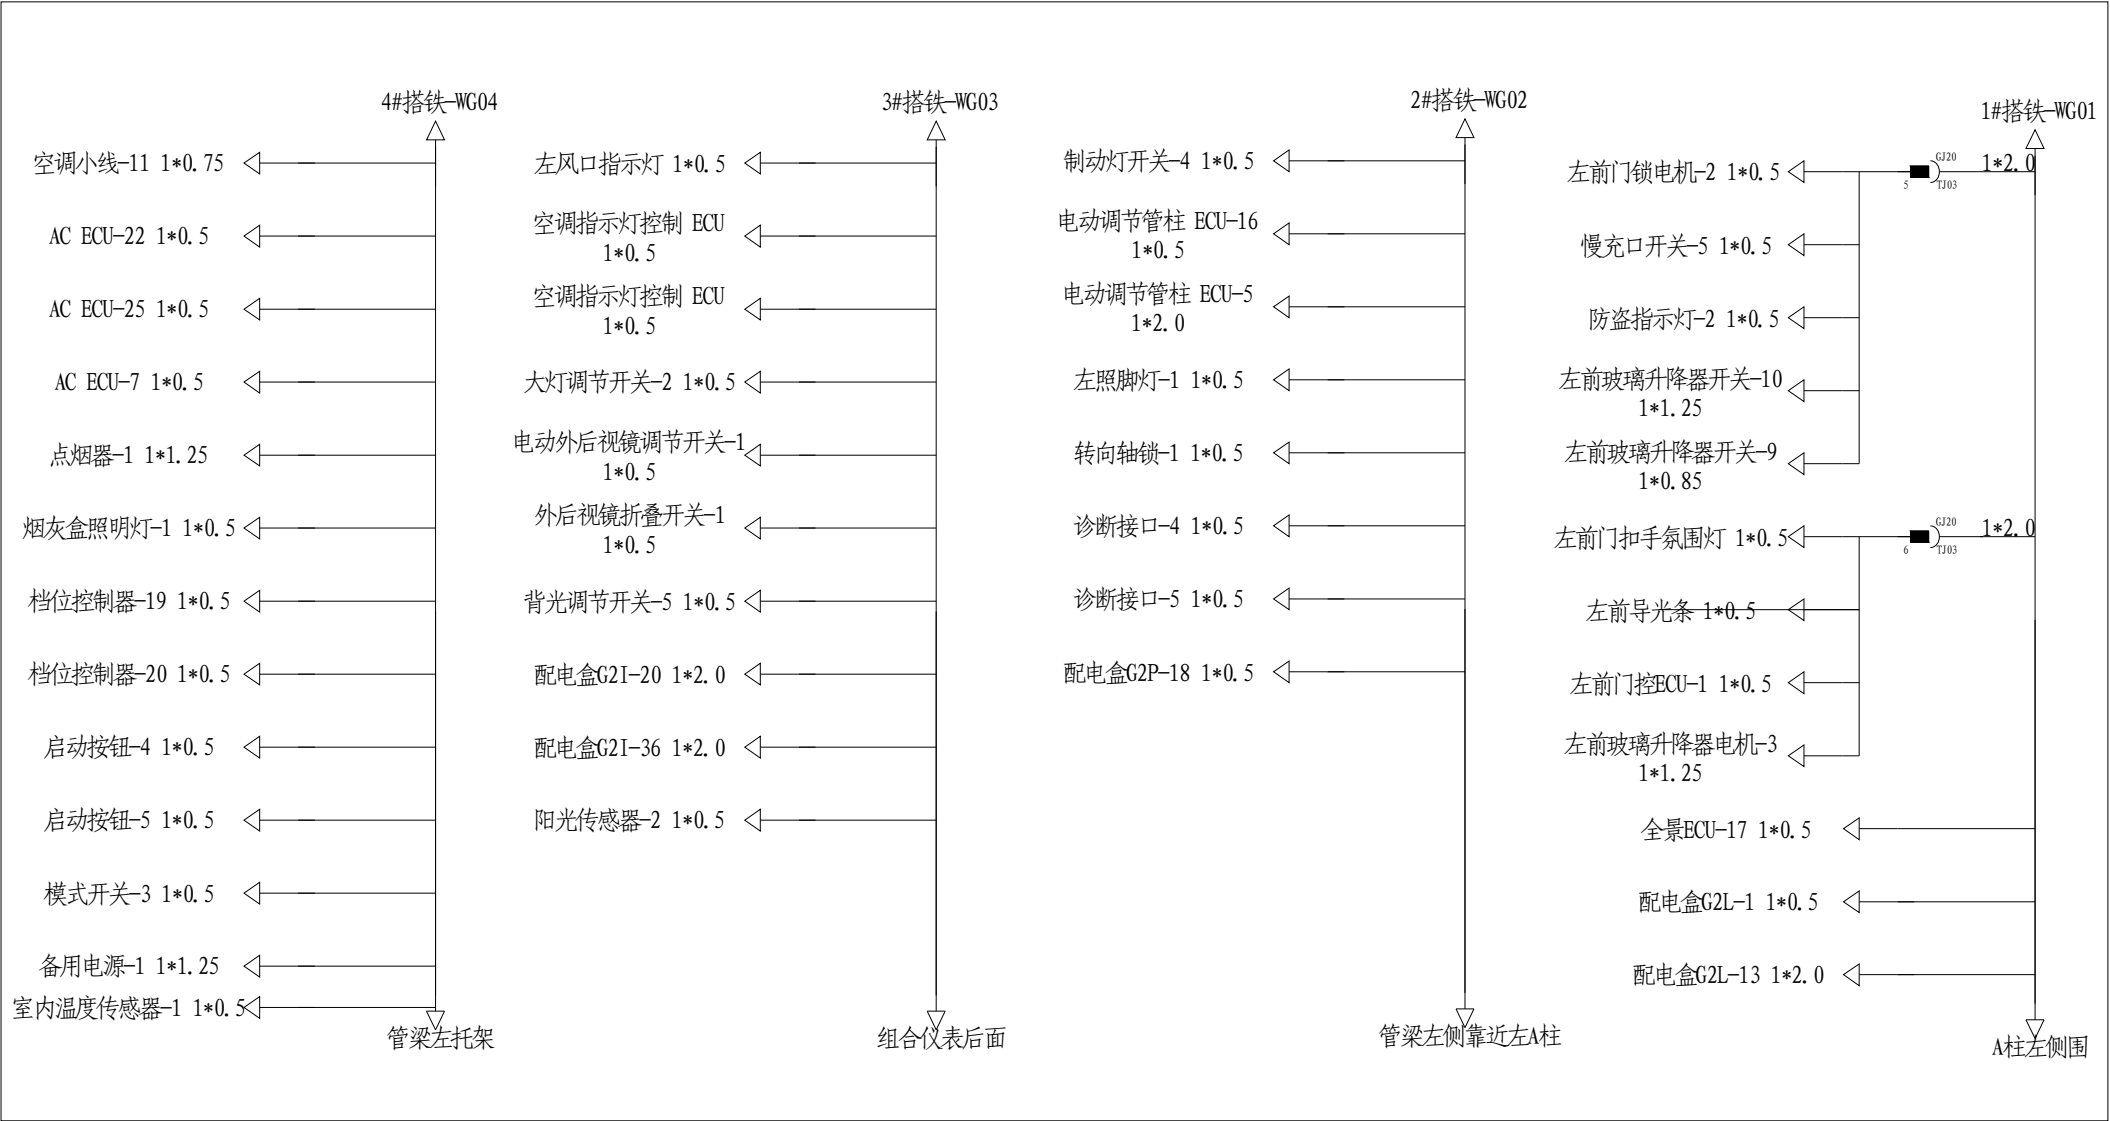 4#搭铁-WG04
空调小线-11 1*0.75
AC ECU-22 1*0.5
AC ECU-25 1*0.5
AC ECU-7 1*0.5
点烟器-1 1*1.25
烟灰盒照明灯-1 1*0.5
档位控制器-19 1*0.5
档位控制器-20 1*0.5
启动按钮-4 1*0.5
启动按钮-5 1*0.5
模式开关-3 1*0.5
备用电源-1 1*1.25
室内温度传感器-1 1*0.5
管梁左托架
3#搭铁-WG03
左风口指示灯 1*0.5
空调指示灯控制 ECU
1*0.5
空调指示灯控制 ECU
1*0.5
大灯调节开关-2 1*0.5
电动外后视镜调节开关-1
1*0.5
外后视镜折叠开关-1
1*0.5
背光调节开关-5 1*0.5
配电盒G2I-20 1*2.0
配电盒G2I-36 1*2.0
阳光传感器-2 1*0.5
组合仪表后面
2#搭铁-WG02
制动灯开关-4 1*0.5
电动调节管柱 ECU-16
1*0.5
电动调节管柱 ECU-5
1*2.0
左照脚灯-1 1*0.5
转向轴锁-1 1*0.5
诊断接口-4 1*0.5
诊断接口-5 1*0.5
配电盒G2P-18 1*0.5
管梁左侧靠近左A柱
1#搭铁-WG01
左前门锁电机-2 1*0.5
5
GJ20
TJ03
1*2.0
慢充口开关-5 1*0.5
防盗指示灯-2 1*0.5
左前玻璃升降器开关-10
1*1.25
左前玻璃升降器开关-9
1*0.85
左前门扣手氛围灯 1*0.5
6
GJ20
TJ03
1*2.0
左前导光条 1*0.5
左前门控ECU-1 1*0.5
左前玻璃升降器电机-3
1*1.25
全景ECU-17 1*0.5
配电盒G2L-1 1*0.5
配电盒G2L-13 1*2.0
A柱左侧围